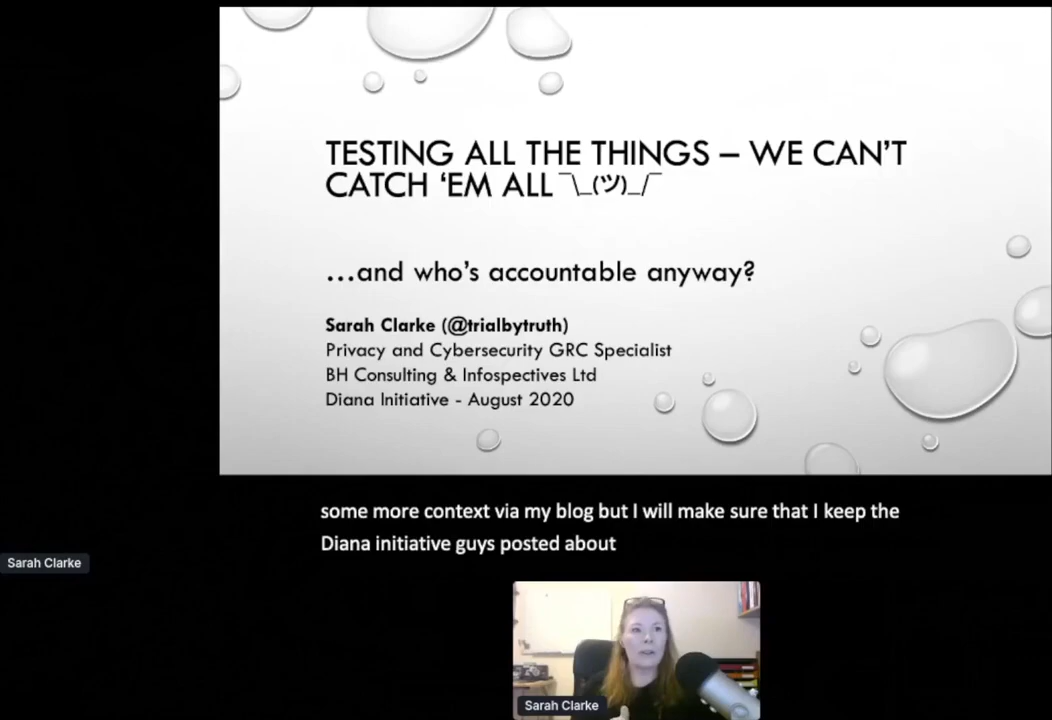 TESTING ALL THE THINGS – WE CAN'T
CATCH 'EM ALL ¯\_(ツ)_/¯
…and who's accountable anyway?
Sarah Clarke (@trialbytruth)
Privacy and Cybersecurity GRC Specialist
BH Consulting & Infospectives Ltd
Diana Initiative - August 2020
some more context via my blog but I will make sure that I keep the
Diana initiative guys posted about
Sarah Clarke
Sarah Clarke